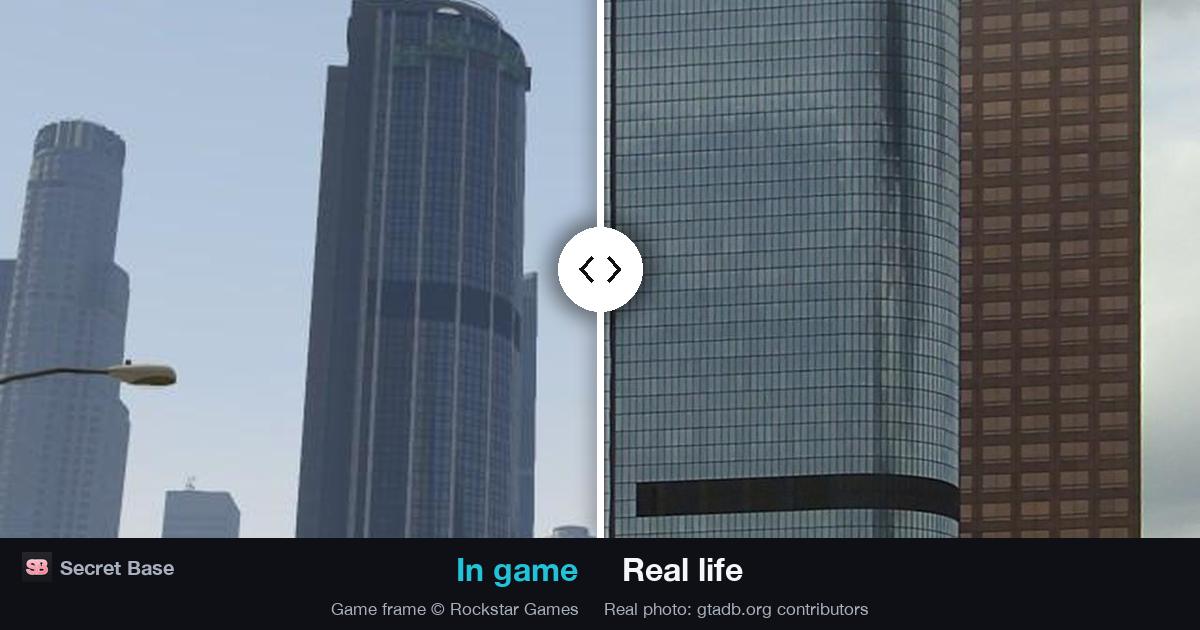 SB Secret Base
In game
Real life
Game frame © Rockstar Games
Real photo: gtadb.org contributors